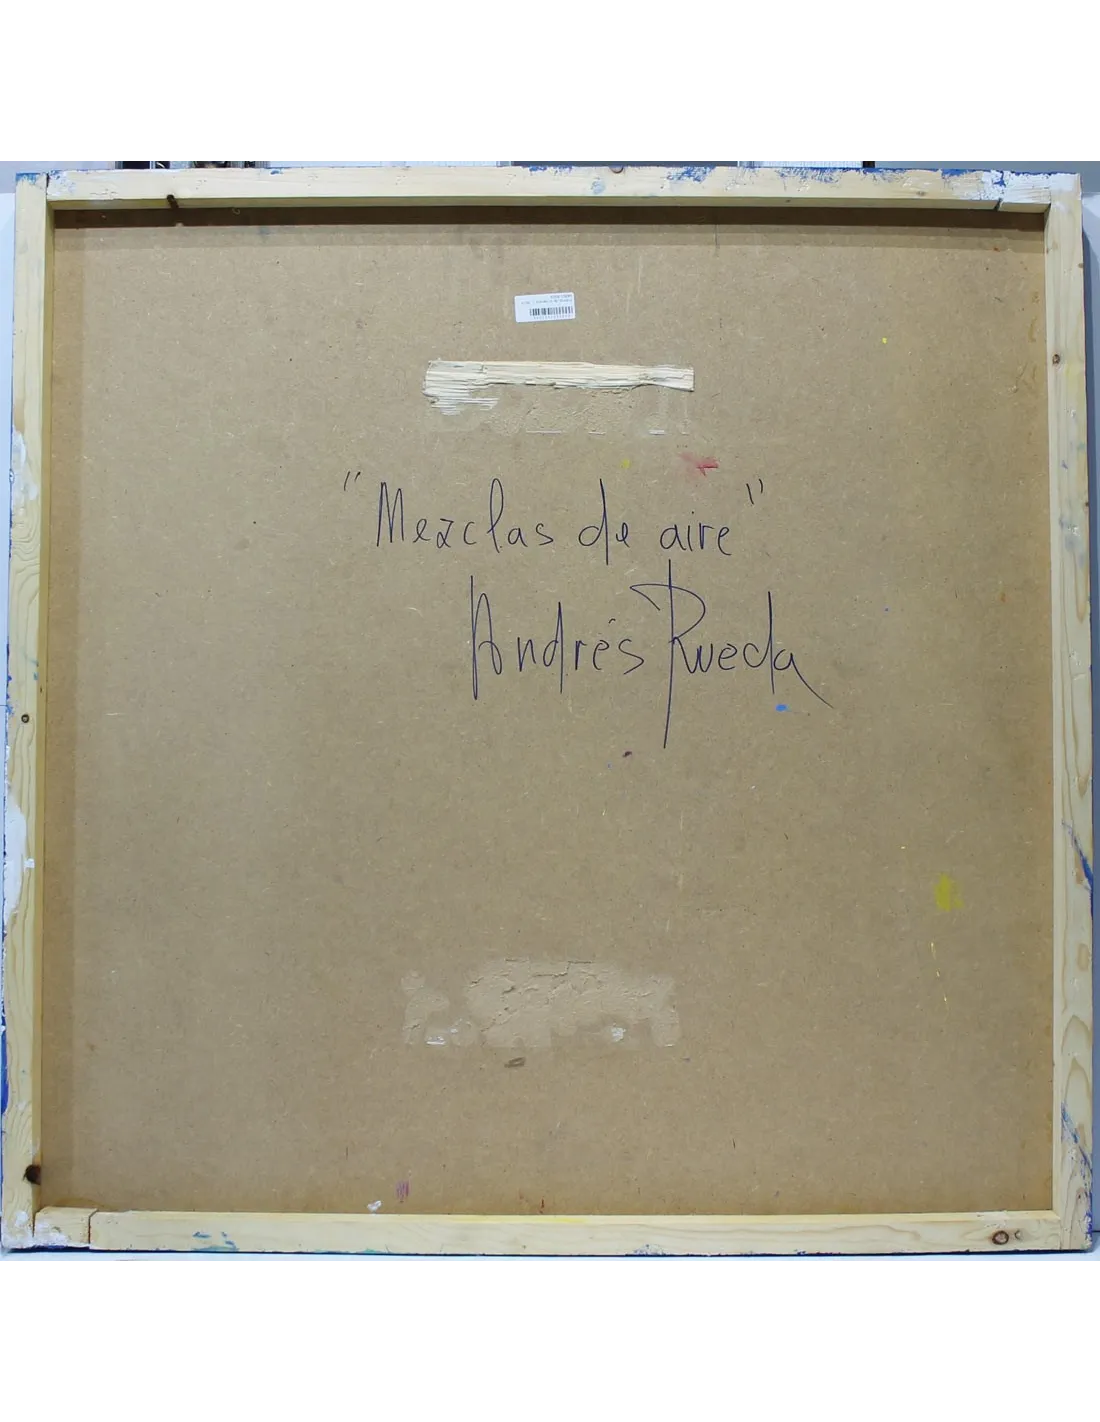 "Mezclas de aire"
Andrés Rueda